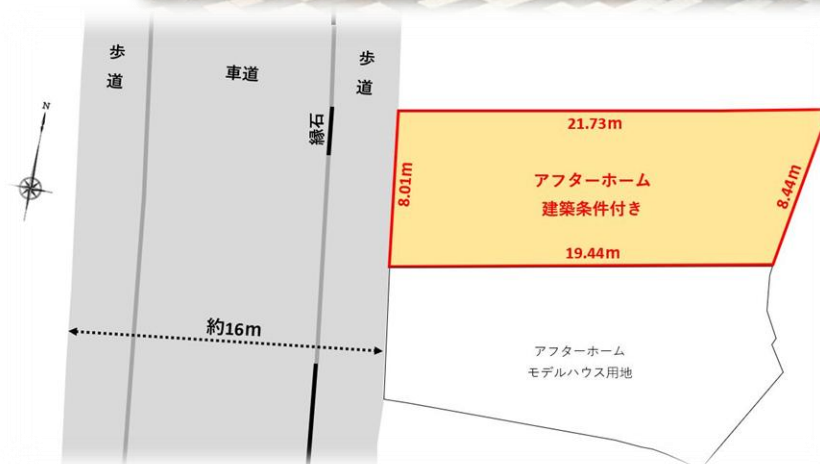 歩道
車道
歩道
N
縁石
21.73m
8.01m
アフターホーム
建築条件付き
8.44m
19.44m
約16m
アフターホーム
モデルハウス用地